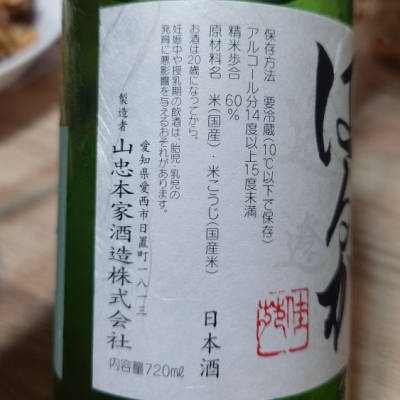 はるか
保存方法 要冷蔵(10℃以下で保存)
アルコール分14度以上15度未満
精米歩合 60%
原材料名 米(国産)・米こうじ(国産米)
お酒は20歳になってから。
妊娠中や授乳期の飲酒は、胎児・乳児の
発育に悪影響を与えるおそれがあります。
愛知県愛西市日置町一八一三
製造者 山忠本家酒造株式会社
日本酒
内容量720ml